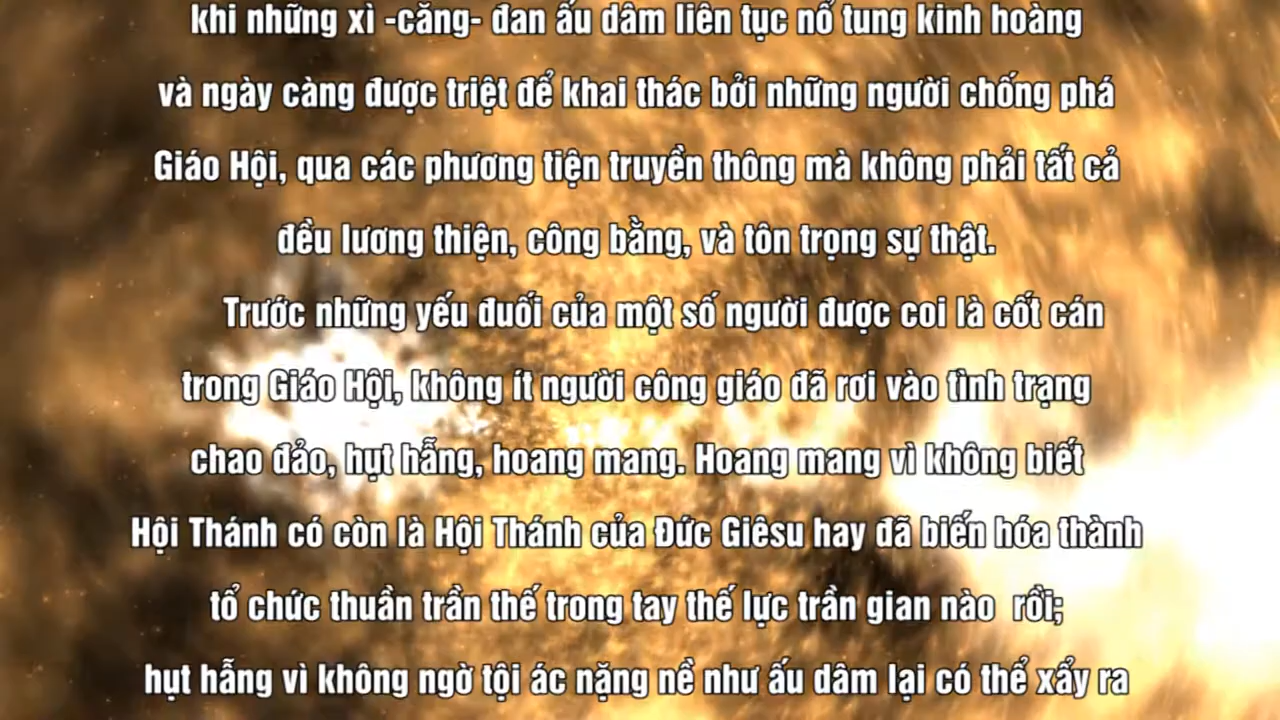 khi những xì -căng- đan ấu dâm liên tục nổ tung kinh hoàng
và ngày càng được triệt để khai thác bởi những người chống phá
Giáo Hội, qua các phương tiện truyền thông mà không phải tất cả
đều lương thiện, công bằng, và tôn trọng sự thật.
Trước những yếu đuối của một số người được coi là cốt cán
trong Giáo Hội, không ít người công giáo đã rơi vào tình trạng
chao đảo, hụt hẫng, hoang mang. Hoang mang vì không biết
Hội Thánh có còn là Hội Thánh của Đức Giêsu hay đã biến hóa thành
tổ chức thuần trần thế trong tay thế lực trần gian nào  rồi;
hụt hẫng vì không ngờ tội ác nặng nề như ấu dâm lại có thể xẩy ra